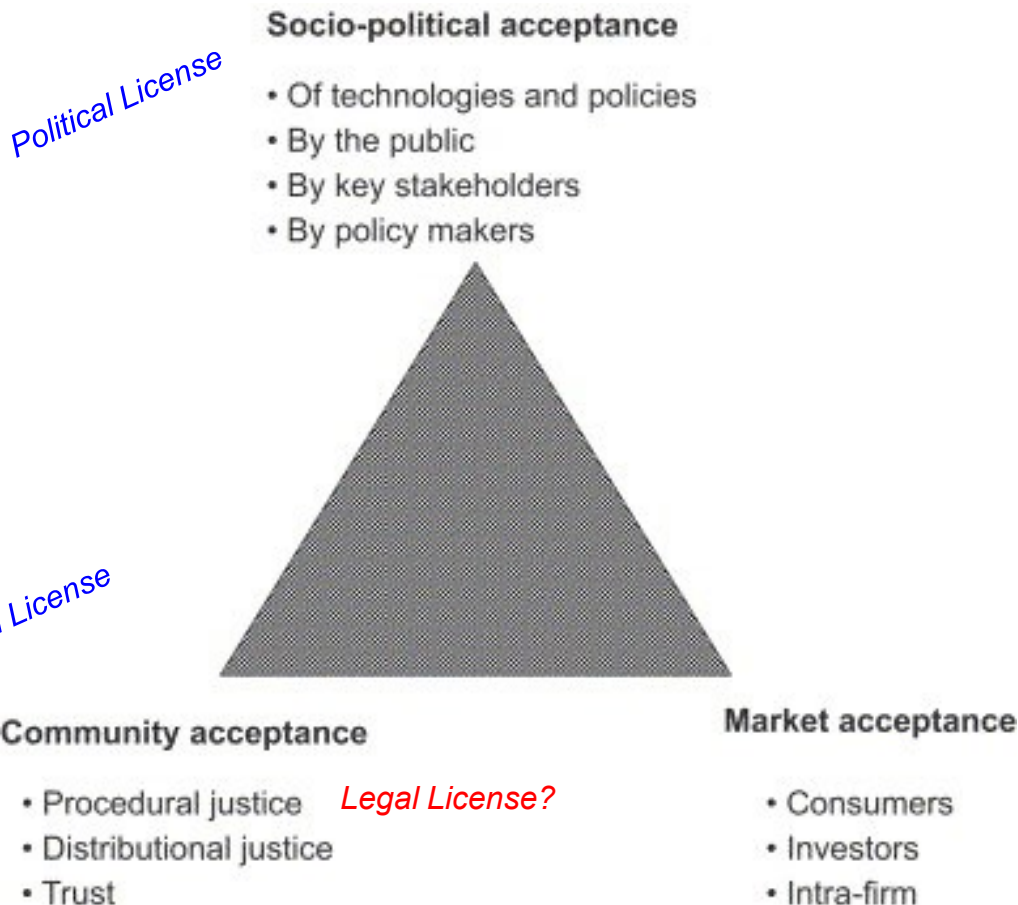 Socio-political acceptance
Political License
• Of technologies and policies
• By the public
• By key stakeholders
• By policy makers
License
Community acceptance
• Procedural justice
Legal License?
• Distributional justice
• Trust
Market acceptance
• Consumers
• Investors
• Intra-firm